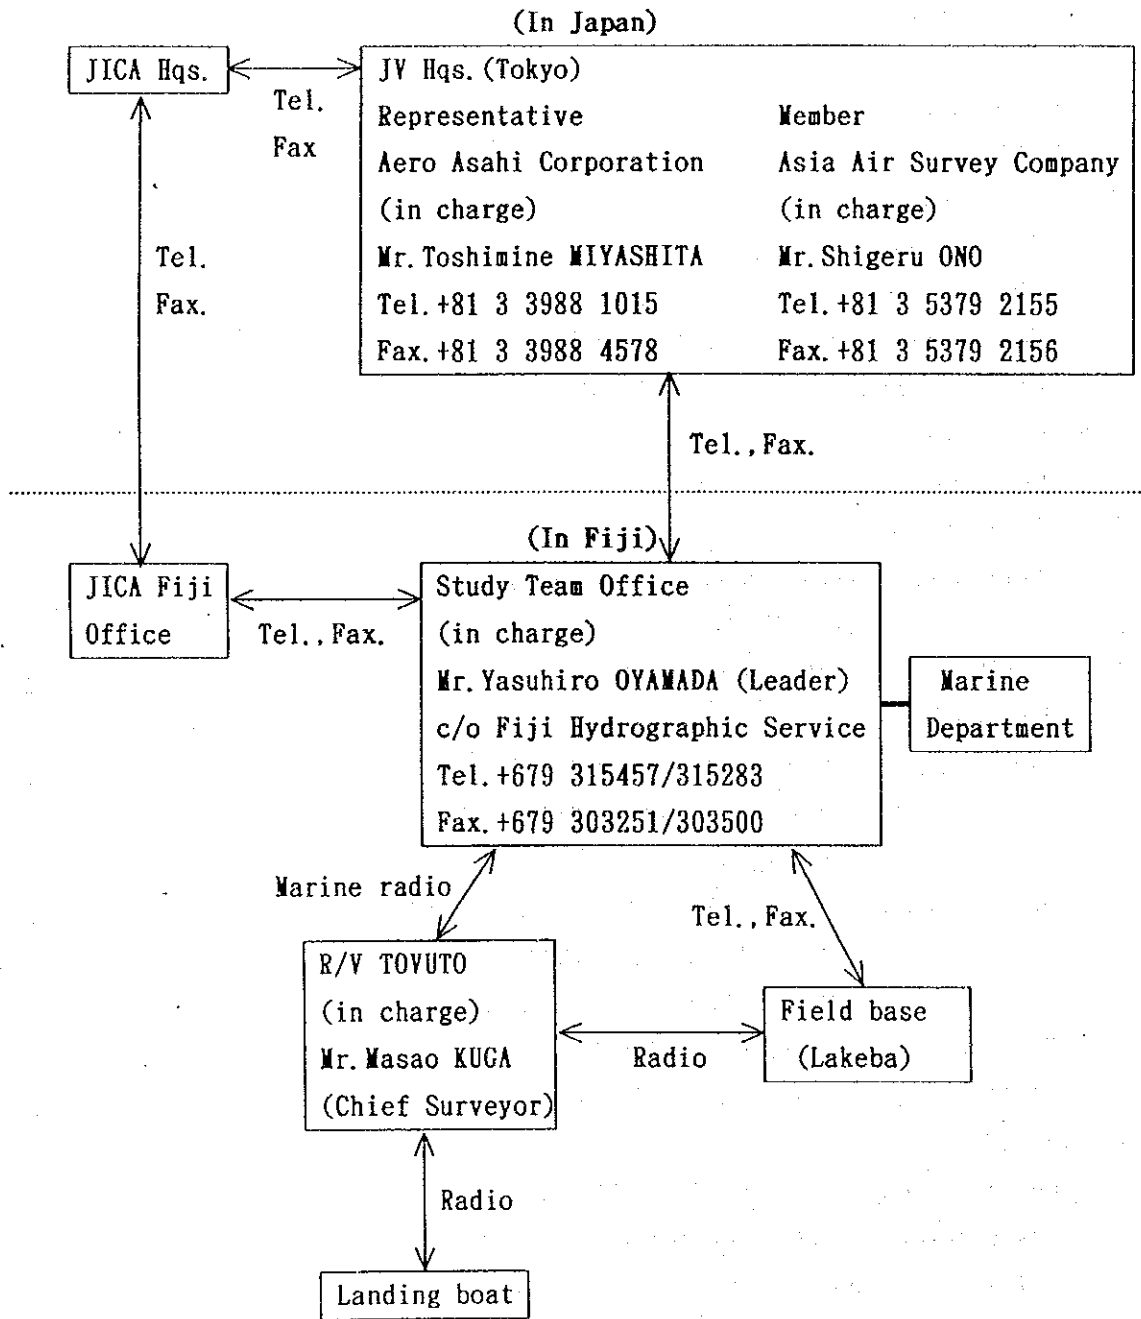 (In Japan)
JICA Hqs.
Tel.
Fax
JV Hqs.(Tokyo)
Representative Member
Aero Asahi Corporation Asia Air Survey Company
(in charge) (in charge)
Mr.Toshimine MIYASHITA Mr.Shigeru ONO
Tel.+81 3 3988 1015 Tel.+81 3 5379 2155
Fax.+81 3 3988 4578 Fax.+81 3 5379 2156
Tel.
Fax.
Tel.,Fax.
(In Fiji)
JICA Fiji
Office
Tel.,Fax.
Study Team Office
(in charge)
Mr.Yasuhiro OYAMADA (Leader)
c/o Fiji Hydrographic Service
Tel.+679 315457/315283
Fax.+679 303251/303500
Marine
Department
Marine radio
Tel.,Fax.
R/V TOVUTO
(in charge)
Mr.Masao KUGA
(Chief Surveyor)
Radio
Field base
(Lakeba)
Radio
Landing boat